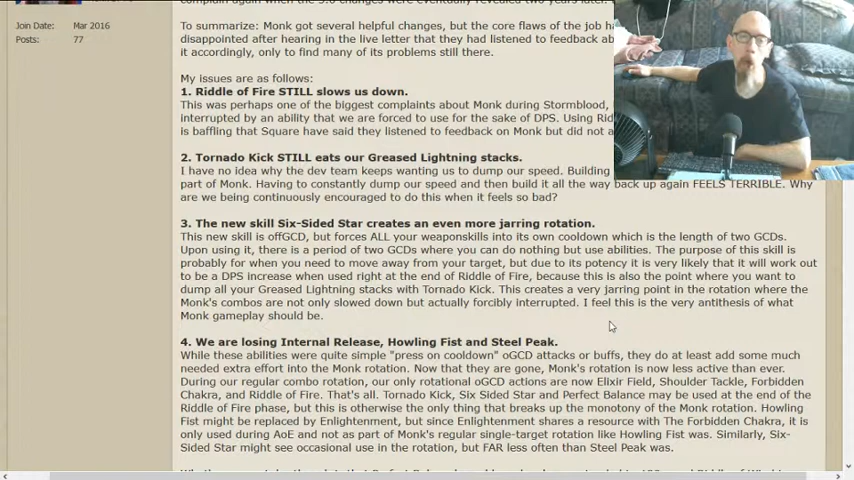 complain again when the 5.0 changes were eventually revealed two years later.
Join Date: Mar 2016
Posts: 77
To summarize: Monk got several helpful changes, but the core flaws of the job ha
disappointed after hearing in the live letter that they had listened to feedback ab
it accordingly, only to find many of its problems still there.
My issues are as follows:
1. Riddle of Fire STILL slows us down.
This was perhaps one of the biggest complaints about Monk during Stormblood,
interrupted by an ability that we are forced to use for the sake of DPS. Using Rid
is baffling that Square have said they listened to feedback on Monk but did not a
2. Tornado Kick STILL eats our Greased Lightning stacks.
I have no idea why the dev team keeps wanting us to dump our speed. Building
part of Monk. Having to constantly dump our speed and then build it all the way back up again FEELS TERRIBLE. Why
are we being continuously encouraged to do this when it feels so bad?
3. The new skill Six-Sided Star creates an even more jarring rotation.
This new skill is offGCD, but forces ALL your weaponskills into its own cooldown which is the length of two GCDs.
Upon using it, there is a period of two GCDs where you can do nothing but use abilities. The purpose of this skill is
probably for when you need to move away from your target, but due to its potency it is very likely that it will work out
to be a DPS increase when used right at the end of Riddle of Fire, because this is also the point where you want to
dump all your Greased Lightning stacks with Tornado Kick. This creates a very jarring point in the rotation where the
Monk's combos are not only slowed down but actually forcibly interrupted. I feel this is the very antithesis of what
Monk gameplay should be.
4. We are losing Internal Release, Howling Fist and Steel Peak.
While these abilities were quite simple "press on cooldown" oGCD attacks or buffs, they do at least add some much
needed extra effort into the Monk rotation. Now that they are gone, Monk's rotation is now less active than ever.
During our regular combo rotation, our only rotational oGCD actions are now Elixir Field, Shoulder Tackle, Forbidden
Chakra, and Riddle of Fire. That's all. Tornado Kick, Six Sided Star and Perfect Balance may be used at the end of the
Riddle of Fire phase, but this is otherwise the only thing that breaks up the monotony of the Monk rotation. Howling
Fist might be replaced by Enlightenment, but since Enlightenment shares a resource with The Forbidden Chakra, it is
only used during AoE and not as part of Monk's regular single-target rotation like Howling Fist was. Similarly, Six-
Sided Star might see occasional use in the rotation, but FAR less often than Steel Peak was.